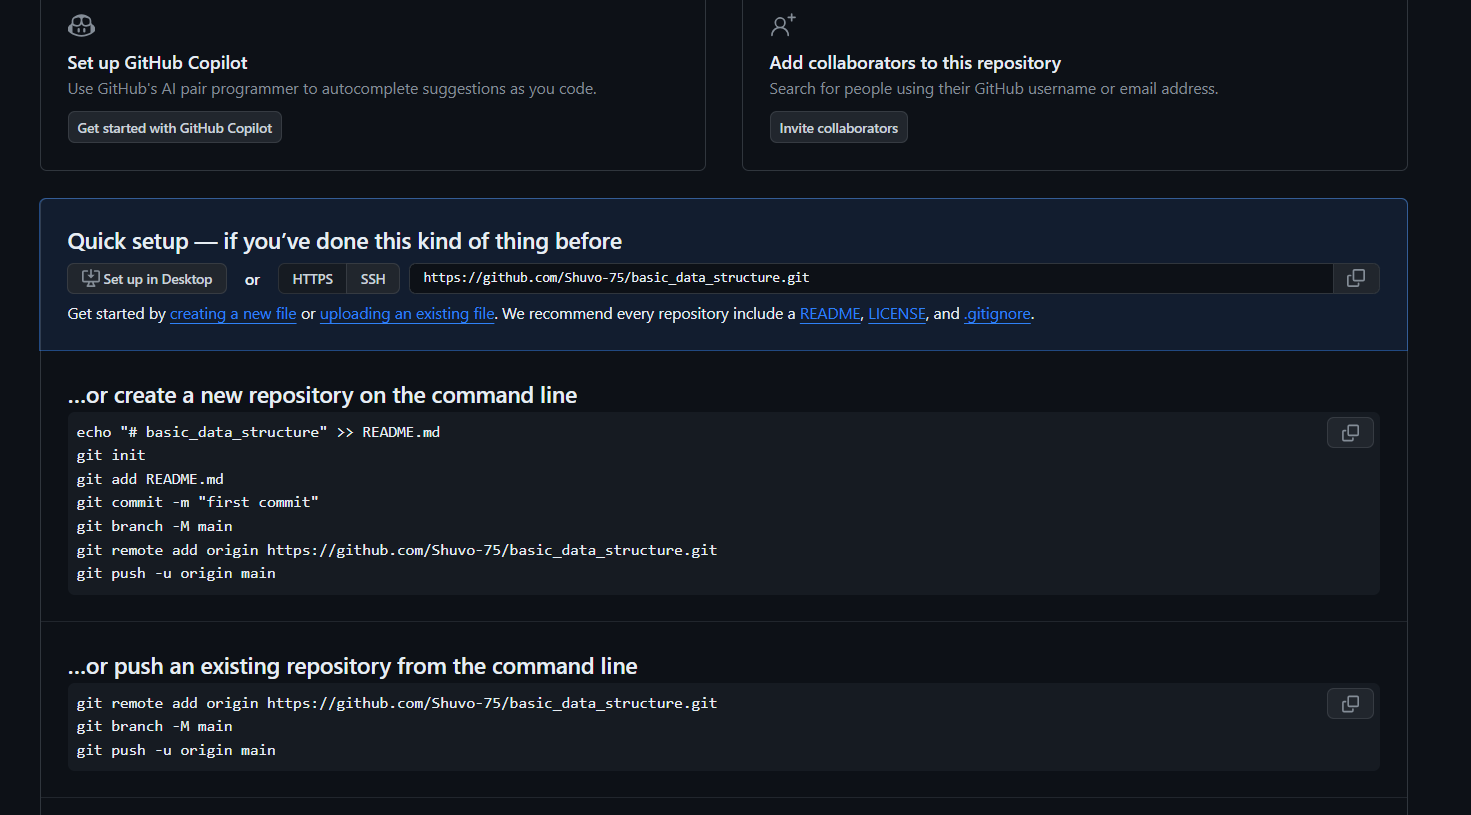 Set up GitHub Copilot
Use GitHub's AI pair programmer to autocomplete suggestions as you code.
Get started with GitHub Copilot
Add collaborators to this repository
Search for people using their GitHub username or email address.
Invite collaborators
Quick setup — if you’ve done this kind of thing before
Set up in Desktop or HTTPS SSH https://github.com/Shuvo-75/basic_data_structure.git
Get started by creating a new file or uploading an existing file. We recommend every repository include a README, LICENSE, and .gitignore.
…or create a new repository on the command line
echo "# basic_data_structure" >> README.md
git init
git add README.md
git commit -m "first commit"
git branch -M main
git remote add origin https://github.com/Shuvo-75/basic_data_structure.git
git push -u origin main
…or push an existing repository from the command line
git remote add origin https://github.com/Shuvo-75/basic_data_structure.git
git branch -M main
git push -u origin main